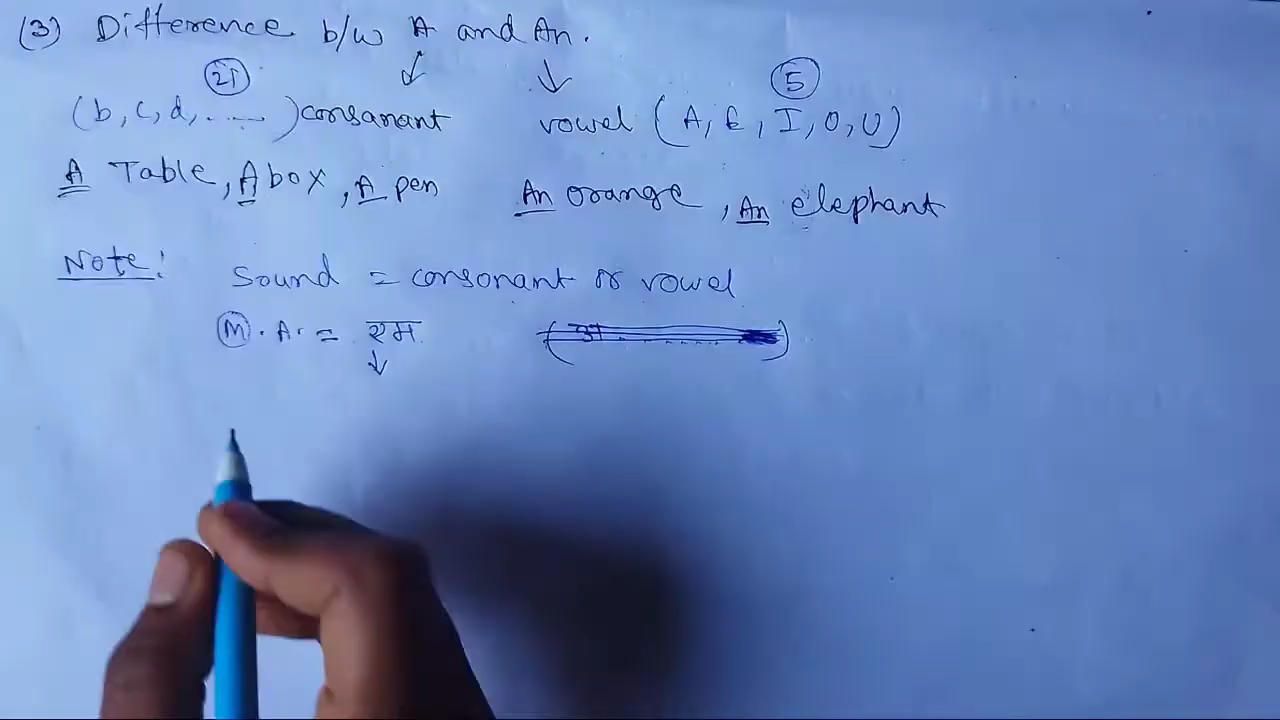 (3) Difference b/w A and An.
21 5
(b, c, d, ......) consanant vowel (A, E, I, O, U)
A Table, A box, A pen An orange, An elephant
Note: Sound = consonant or vowel
M.A. = एम